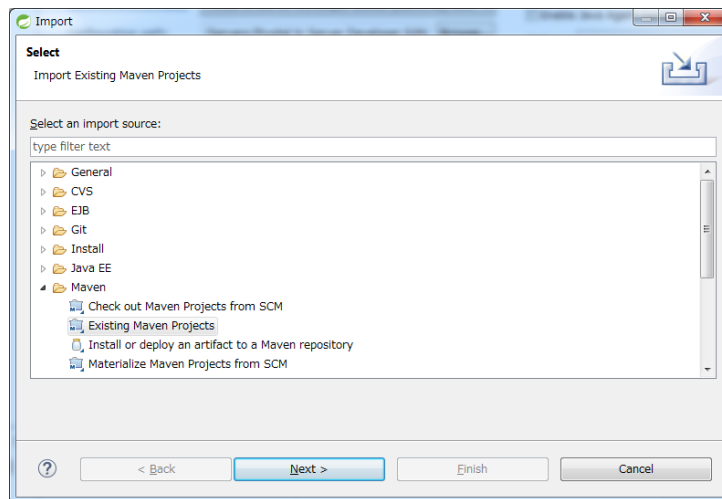 Import
Select
Import Existing Maven Projects
Select an import source:
type filter text
General
CVS
EJB
Git
Install
Java EE
Maven
Check out Maven Projects from SCM
Existing Maven Projects
Install or deploy an artifact to a Maven repository
Materialize Maven Projects from SCM
< Back
Next >
Finish
Cancel